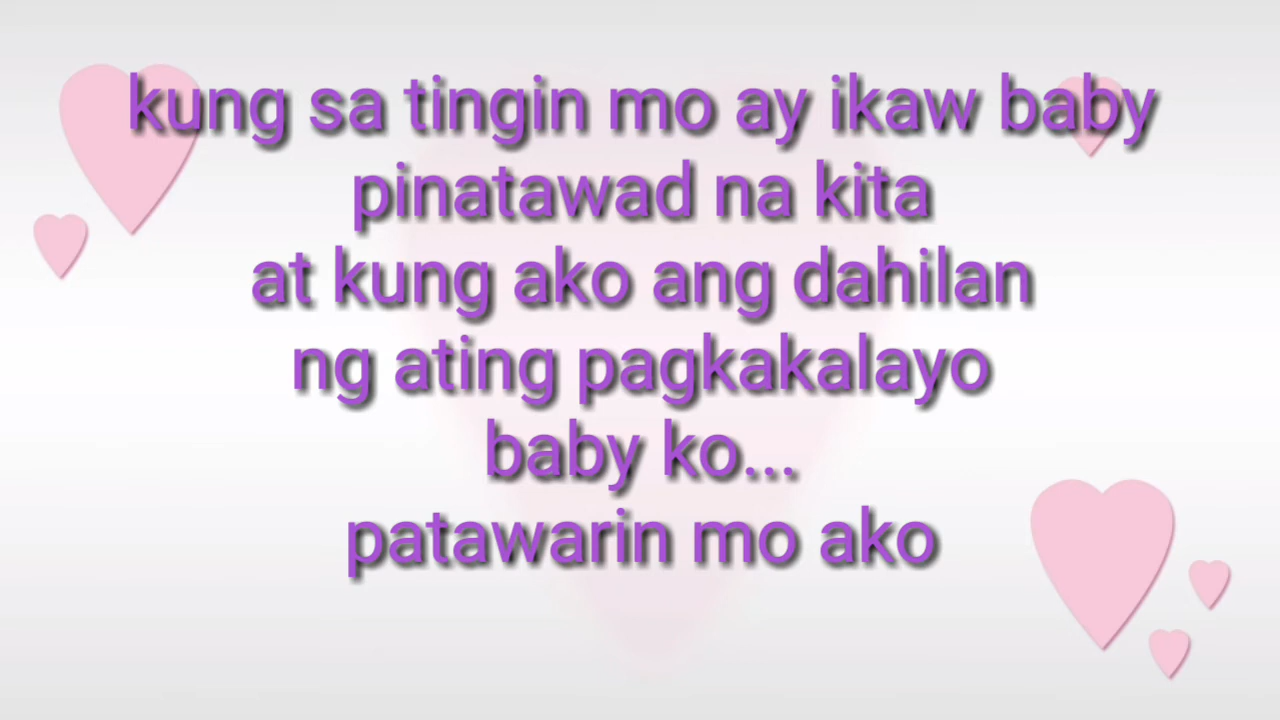 kung sa tingin mo ay ikaw baby
pinatawad na kita
at kung ako ang dahilan
ng ating pagkakalayo
baby ko...
patawarin mo ako